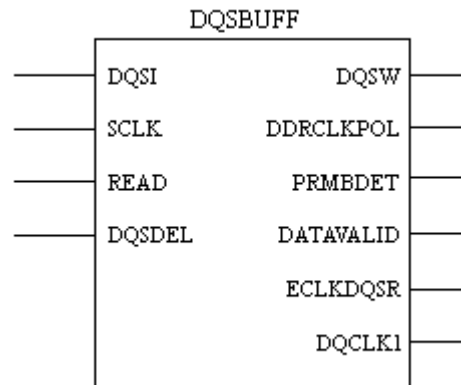 DQSBUFF
DQSI DQSW
SCLK DDRCLKPOL
READ PRMBDET
DQSDEL DATAVALID
ECLKDQSR
DQCLK1